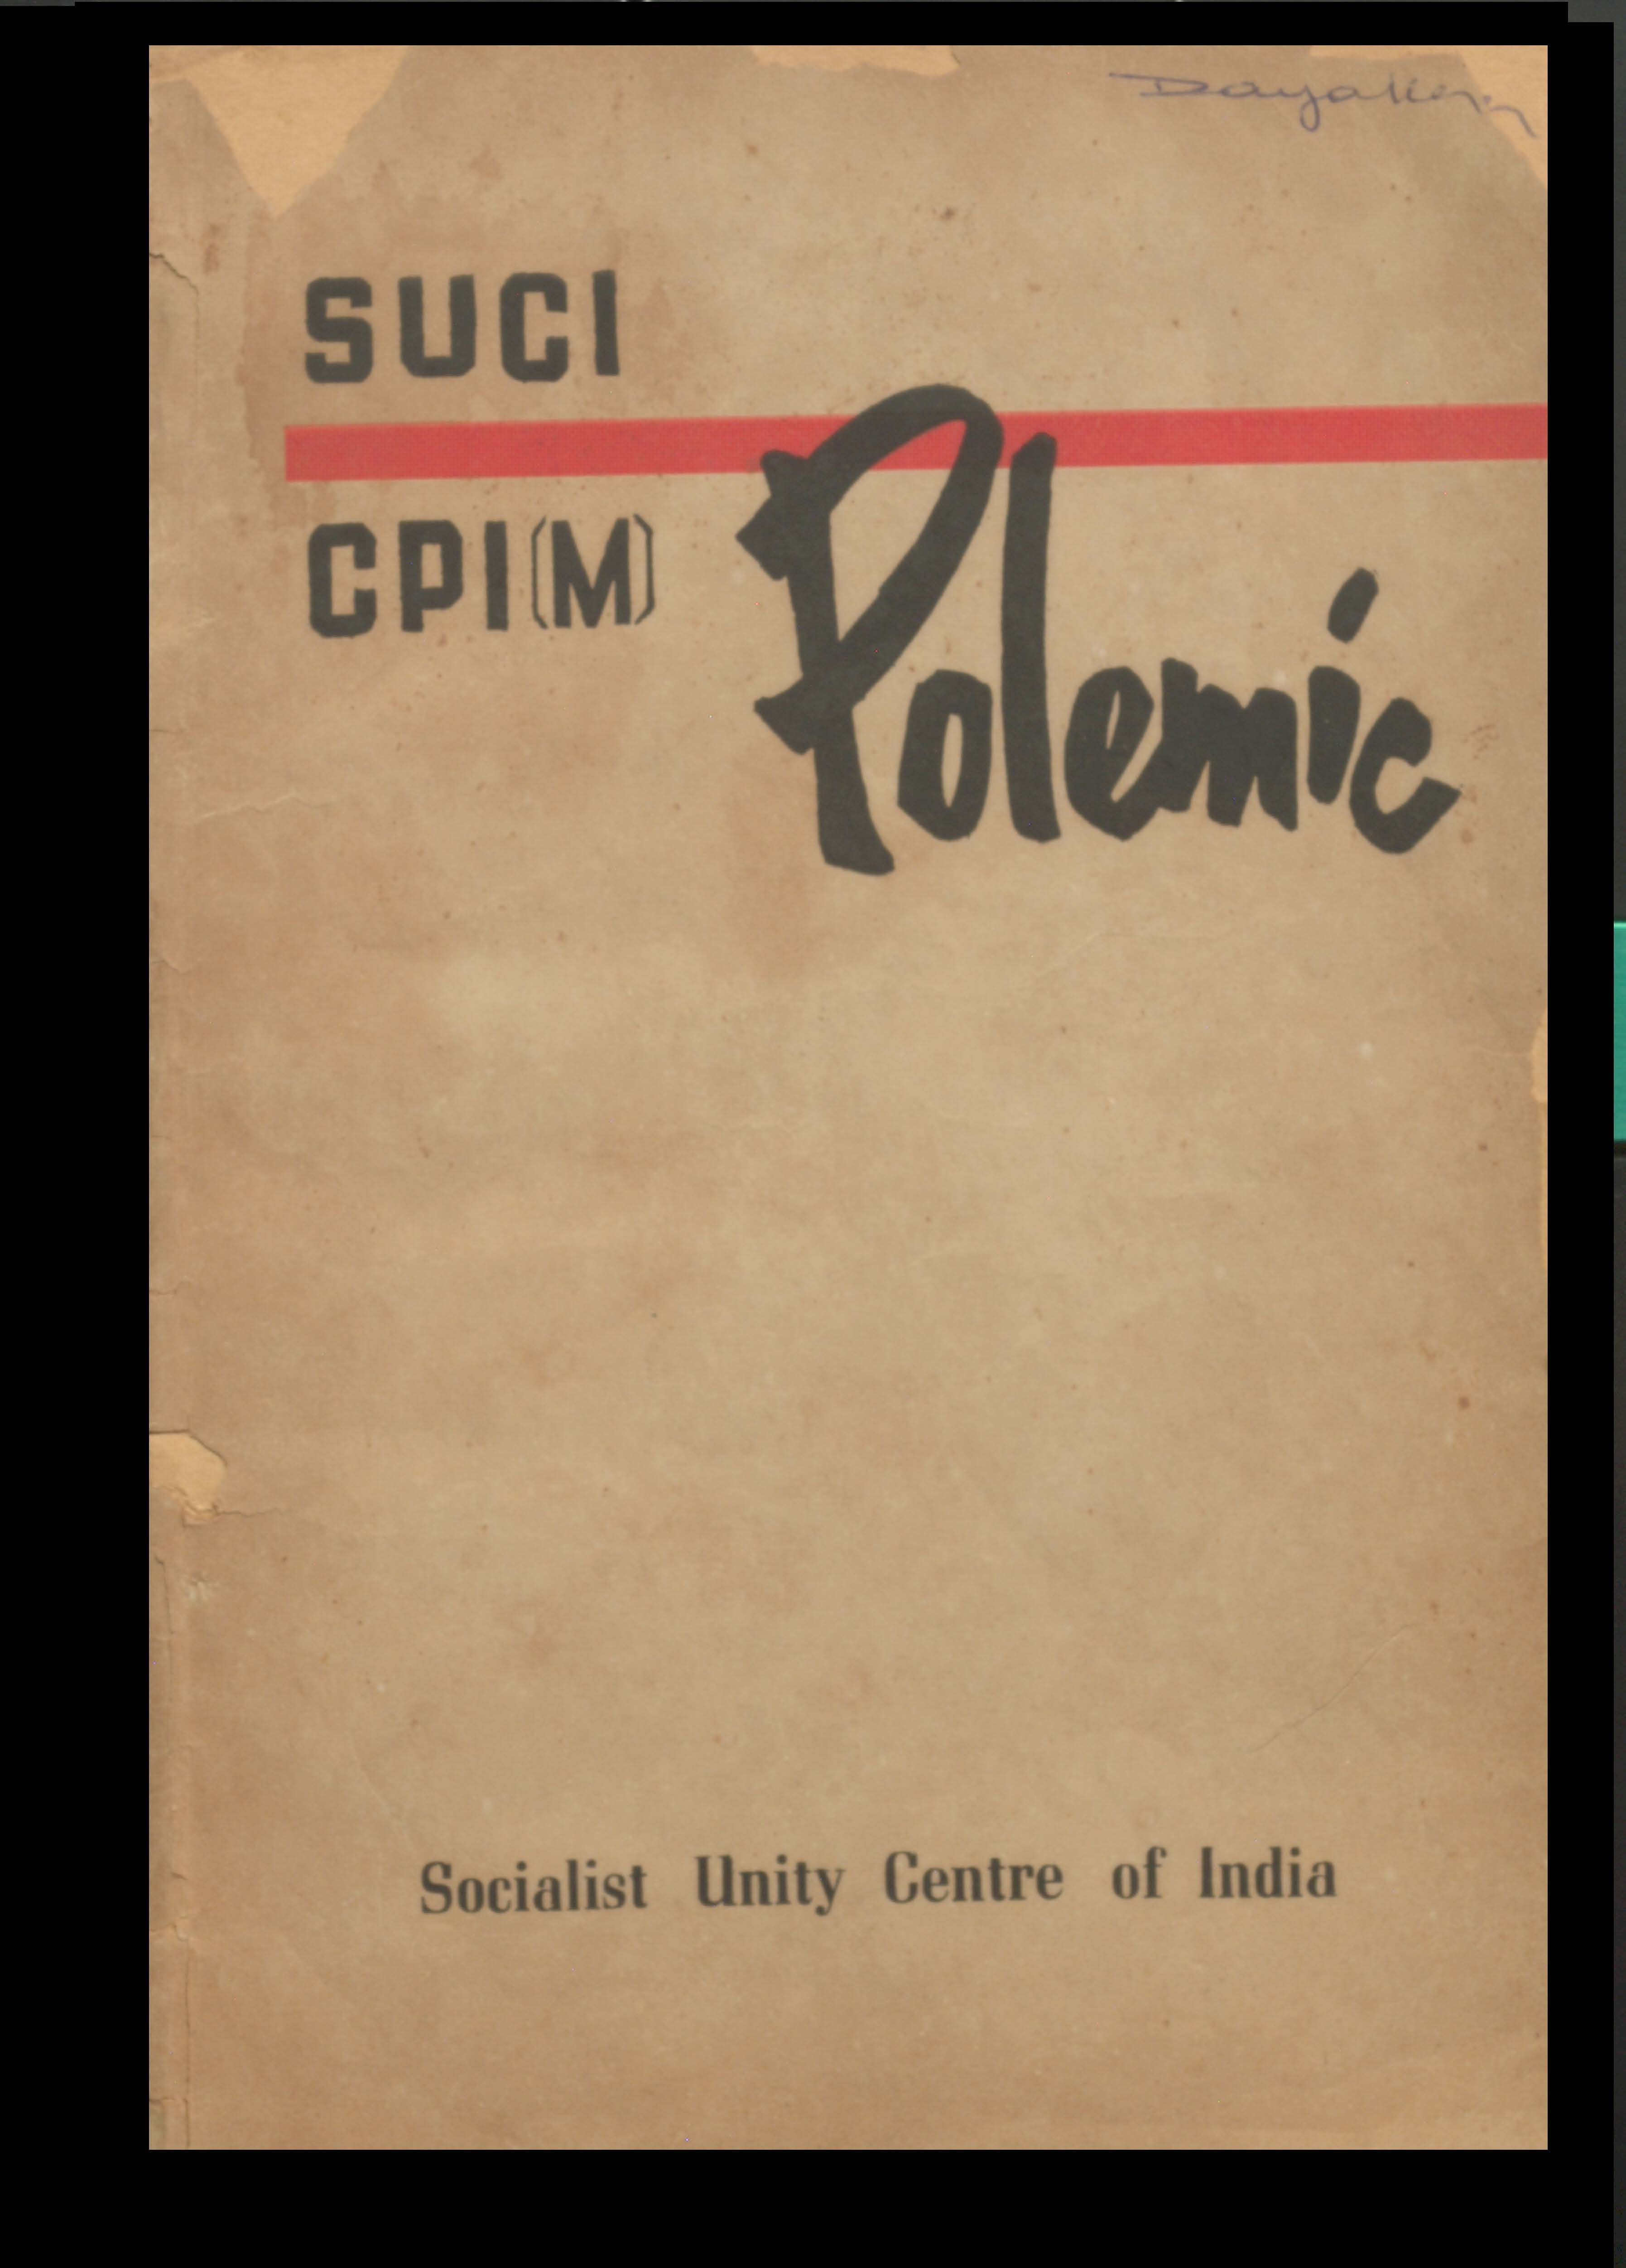 SUCI
CPI(M)
Polemic
Socialist Unity Centre of India